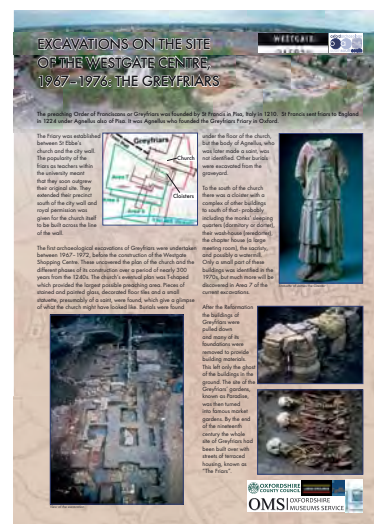 WESTGATE
OXFORD
EXCAVATIONS ON THE SITE
OF THE WESTGATE CENTRE,
1967–1976: THE GREYFRIARS
The preaching Order of Franciscans or Greyfriars was founded by St Francis in Pisa, Italy in 1210. St Francis sent friars to England
in 1224 under Agnellus also of Pisa. It was Agnellus who founded the Greyfriars Priory in Oxford.
The Friary was established
between St Ebbe's
church and the city wall.
The popularity of the
friars as teachers within
the university meant
that they soon outgrew
their original site. They
extended their precinct
south of the city wall and
royal permission was
given for the church itself
to be built across the line
of the wall.
Greyfriars
Church
Cloisters
The first archaeological excavations of Greyfriars were undertaken
between 1967-1972, before the construction of the Westgate
Shopping Centre. These uncovered the plan of the church and the
different phases of its construction over a period of nearly 300
years from the 1240s. The church's eventual plan was T-shaped
which provided the largest possible preaching area. Pieces of
stained and painted glass, decorated floor tiles and a small
statuette, presumably of a saint, were found, which give a glimpse
of what the church might have looked like. Burials were found
under the floor of the church,
but the body of Agnellus, who
was later made a saint, was
not identified. Other burials
were excavated from the
graveyard.
To the south of the church
there was a cloister with a
complex of other buildings
to south of that - probably
including the monks' sleeping
quarters (dormitory or dorter),
their wash-house (reredorter)
the chapter house (a large
meeting room), the sacristy,
and possibly a watermill.
Only a small part of these
buildings was identified in the
1970s, but much more will be
discovered in Area 7 of the
current excavations.
After the Reformation
the buildings of
Greyfriars were
pulled down
and many of its
foundations were
removed to provide
building materials.
This left only the ghost
of the buildings in the
ground. The site of the
Greyfriars' gardens,
known as Paradise,
was then turned
into famous market
gardens. By the end
of the nineteenth
century the whole
site of Greyfriars had
been built over with
streets of terraced
housing, known as
"The Friars".
OXFORDSHIRE
COUNTY COUNCIL
OMS OXFORDSHIRE
MUSEUMS SERVICE